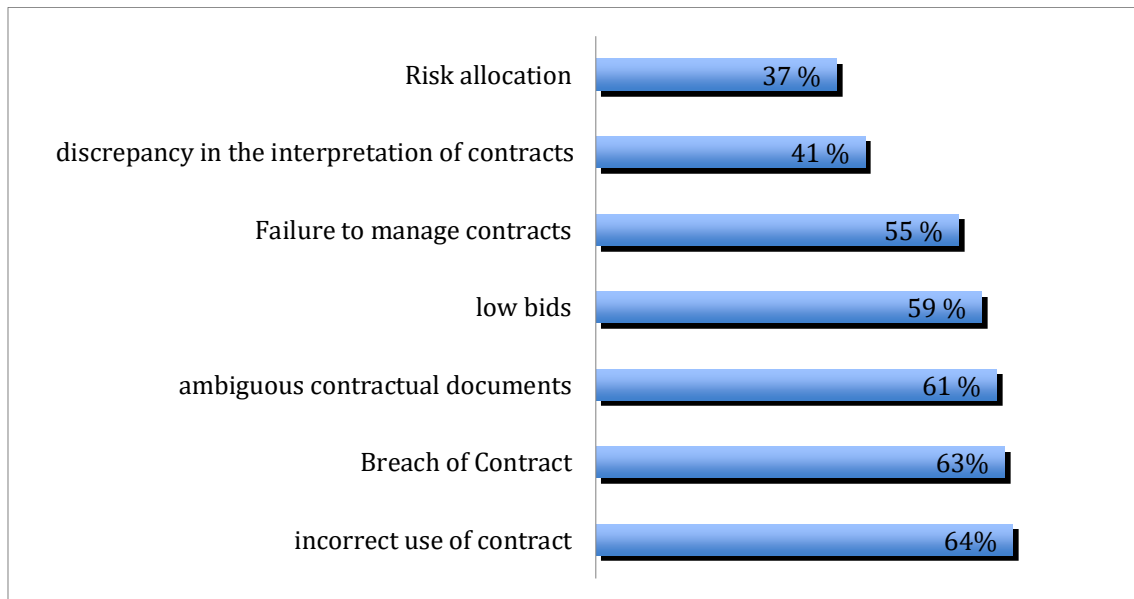 Risk allocation 37 %
discrepancy in the interpretation of contracts 41 %
Failure to manage contracts 55 %
low bids 59 %
ambiguous contractual documents 61 %
Breach of Contract 63%
incorrect use of contract 64%